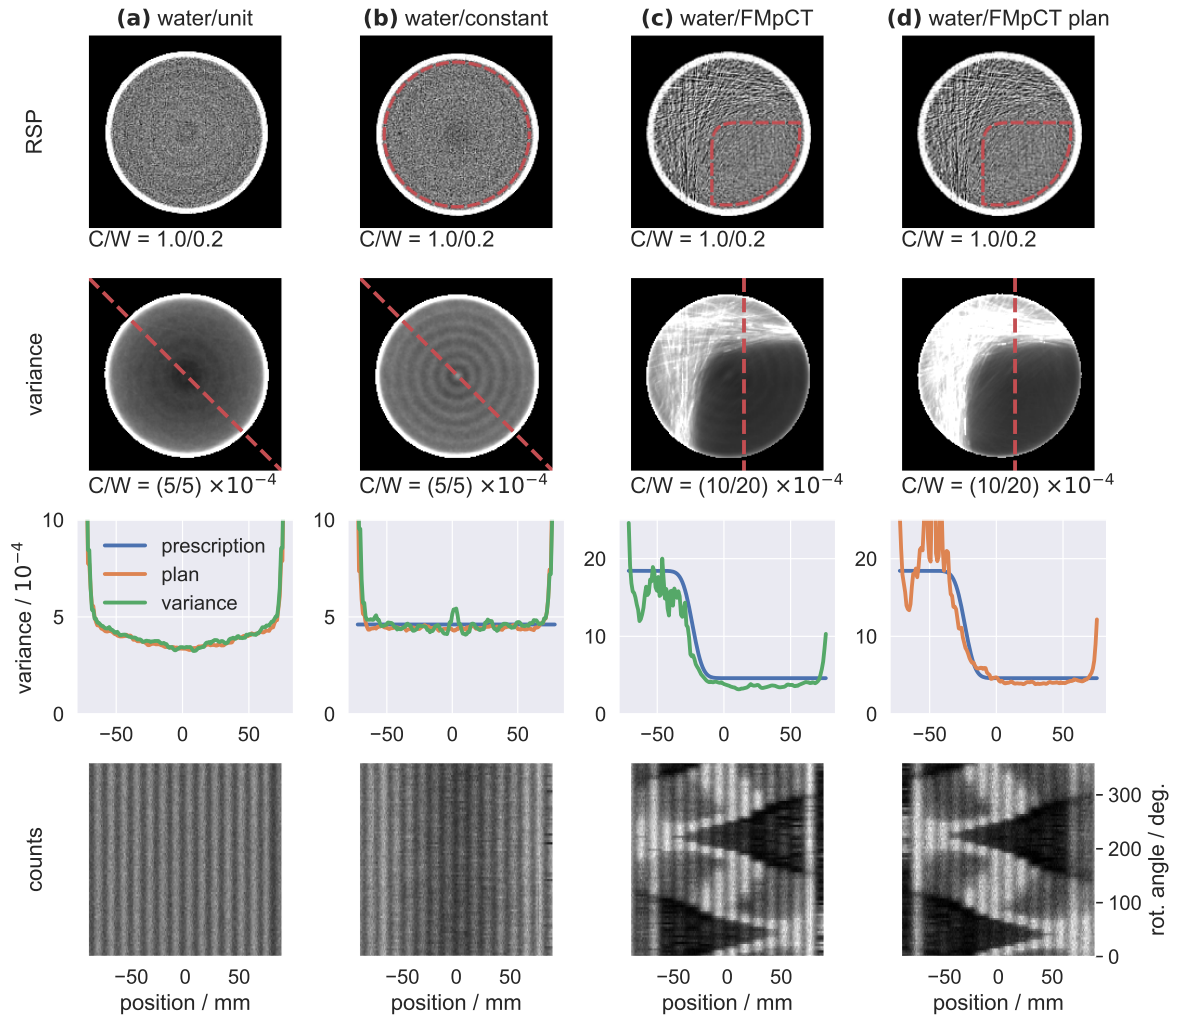 (a) water/unit (b) water/constant (c) water/FMpCT (d) water/FMpCT plan
RSP
C/W = 1.0/0.2 C/W = 1.0/0.2 C/W = 1.0/0.2 C/W = 1.0/0.2
variance
C/W = (5/5) ×10⁻⁴ C/W = (5/5) ×10⁻⁴ C/W = (10/20) ×10⁻⁴ C/W = (10/20) ×10⁻⁴
variance / 10⁻⁴
10 5 0
prescription
plan
variance
−50 0 50
10 5 0
−50 0 50
20 10 0
−50 0 50
20 10 0
−50 0 50
counts
−50 0 50
position / mm
−50 0 50
position / mm
−50 0 50
position / mm
−50 0 50
position / mm
300
200
100
0
rot. angle / deg.